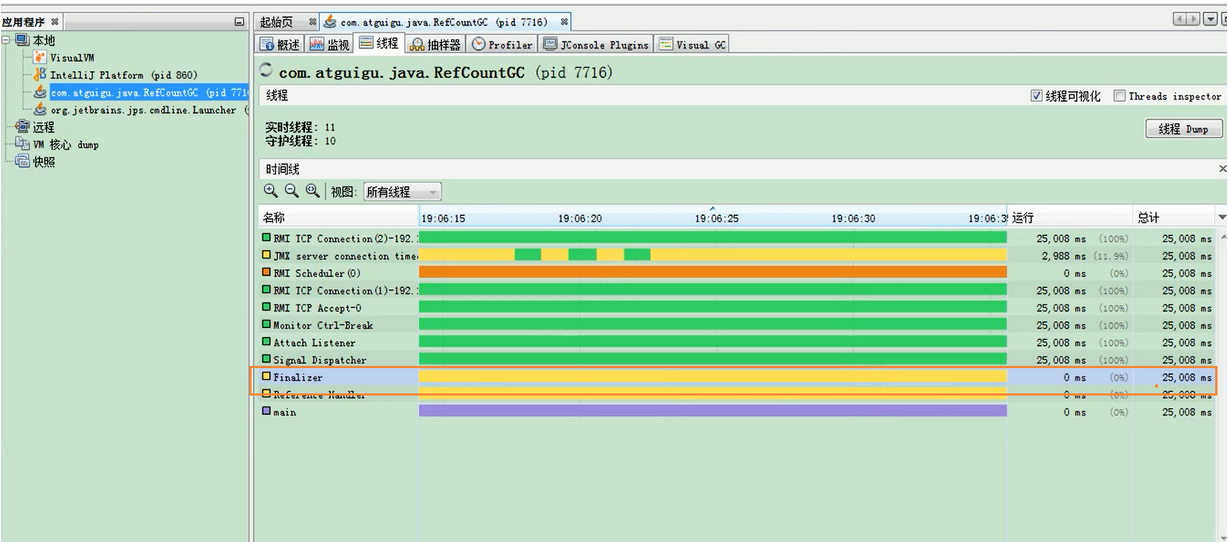 应用程序
本地
VisualVM
IntelliJ Platform (pid 860)
com.atguigu.java.RefCountGC (pid 771
org.jetbrains.jps.cmdline.Launcher (
远程
VM 核心 dump
快照
起始页 com.atguigu.java.RefCountGC (pid 7716)
概述 监视 线程 抽样器 Profiler JConsole Plugins Visual GC
com.atguigu.java.RefCountGC (pid 7716)
线程 线程可视化 Threads inspector
实时线程: 11
守护线程: 10
线程 Dump
时间线
视图: 所有线程
名称 19:06:15 19:06:20 19:06:25 19:06:30 19:06:3 运行 总计
RMI TCP Connection(2)-192. 25,008 ms (100%) 25,008 ms
JMX server connection time 2,988 ms (11.9%) 25,008 ms
RMI Scheduler(0) 0 ms (0%) 25,008 ms
RMI TCP Connection(1)-192. 25,008 ms (100%) 25,008 ms
RMI TCP Accept-0 25,008 ms (100%) 25,008 ms
Monitor Ctrl-Break 25,008 ms (100%) 25,008 ms
Attach Listener 25,008 ms (100%) 25,008 ms
Signal Dispatcher 25,008 ms (100%) 25,008 ms
Finalizer 0 ms (0%) 25,008 ms
Reference Handler 0 ms (0%) 25,008 ms
main 0 ms (0%) 25,008 ms